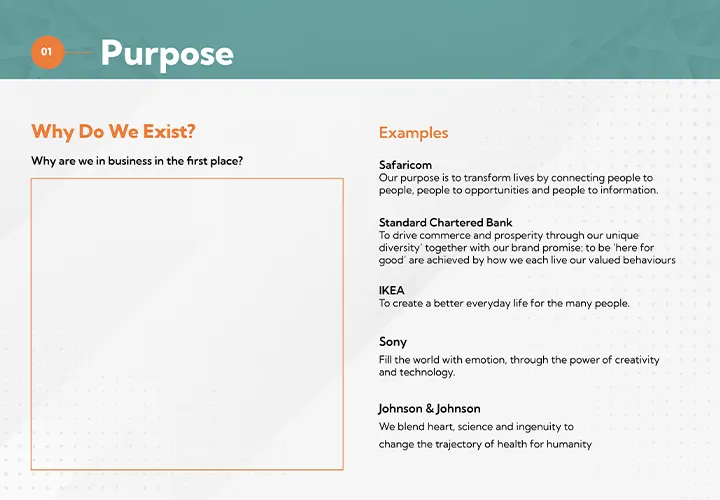 01
Purpose
Why Do We Exist?
Why are we in business in the first place?
Examples
Safaricom
Our purpose is to transform lives by connecting people to
people, people to opportunities and people to information.
Standard Chartered Bank
To drive commerce and prosperity through our unique
diversity’ together with our brand promise: to be ‘here for
good’ are achieved by how we each live our valued behaviours
IKEA
To create a better everyday life for the many people.
Sony
Fill the world with emotion, through the power of creativity
and technology.
Johnson & Johnson
We blend heart, science and ingenuity to
change the trajectory of health for humanity